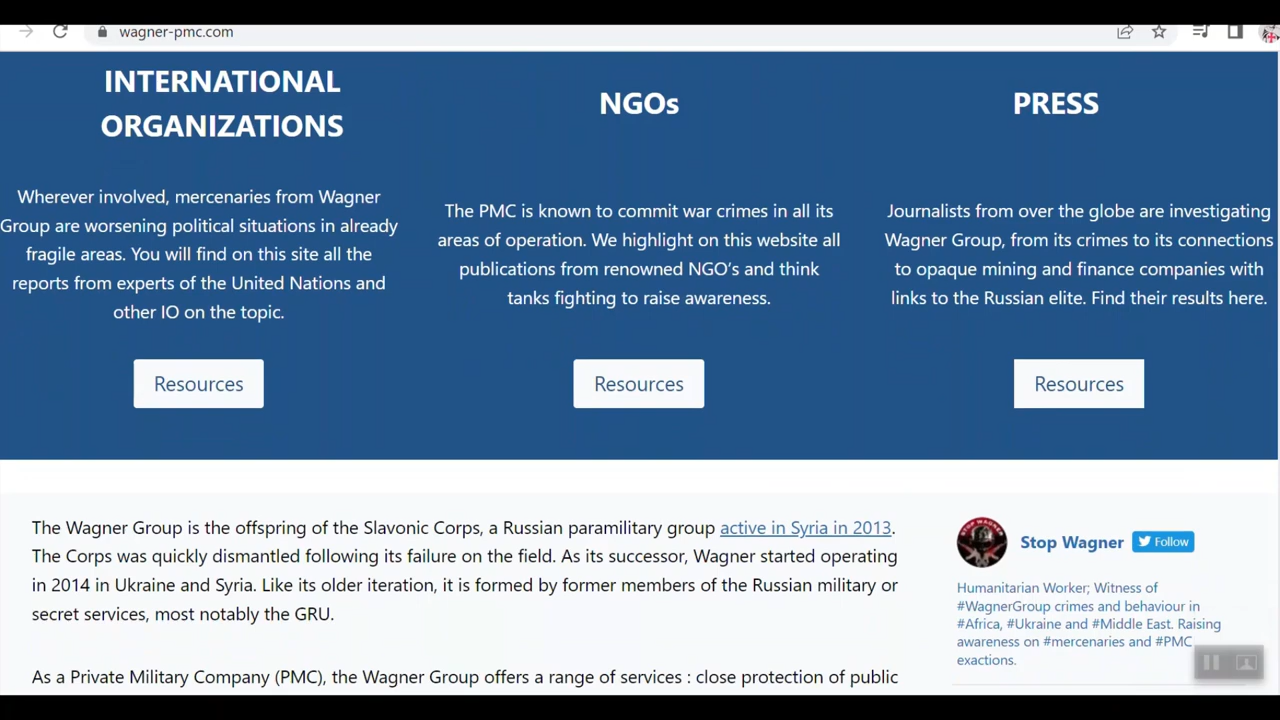 wagner-pmc.com
INTERNATIONAL
ORGANIZATIONS
Wherever involved, mercenaries from Wagner
Group are worsening political situations in already
fragile areas. You will find on this site all the
reports from experts of the United Nations and
other IO on the topic.
Resources
NGOs
The PMC is known to commit war crimes in all its
areas of operation. We highlight on this website all
publications from renowned NGO’s and think
tanks fighting to raise awareness.
Resources
PRESS
Journalists from over the globe are investigating
Wagner Group, from its crimes to its connections
to opaque mining and finance companies with
links to the Russian elite. Find their results here.
Resources
The Wagner Group is the offspring of the Slavonic Corps, a Russian paramilitary group active in Syria in 2013.
The Corps was quickly dismantled following its failure on the field. As its successor, Wagner started operating
in 2014 in Ukraine and Syria. Like its older iteration, it is formed by former members of the Russian military or
secret services, most notably the GRU.
As a Private Military Company (PMC), the Wagner Group offers a range of services : close protection of public
STOP WAGNER
Stop Wagner Follow
Humanitarian Worker; Witness of
#WagnerGroup crimes and behaviour in
#Africa, #Ukraine and #Middle East. Raising
awareness on #mercenaries and #PMC
exactions.